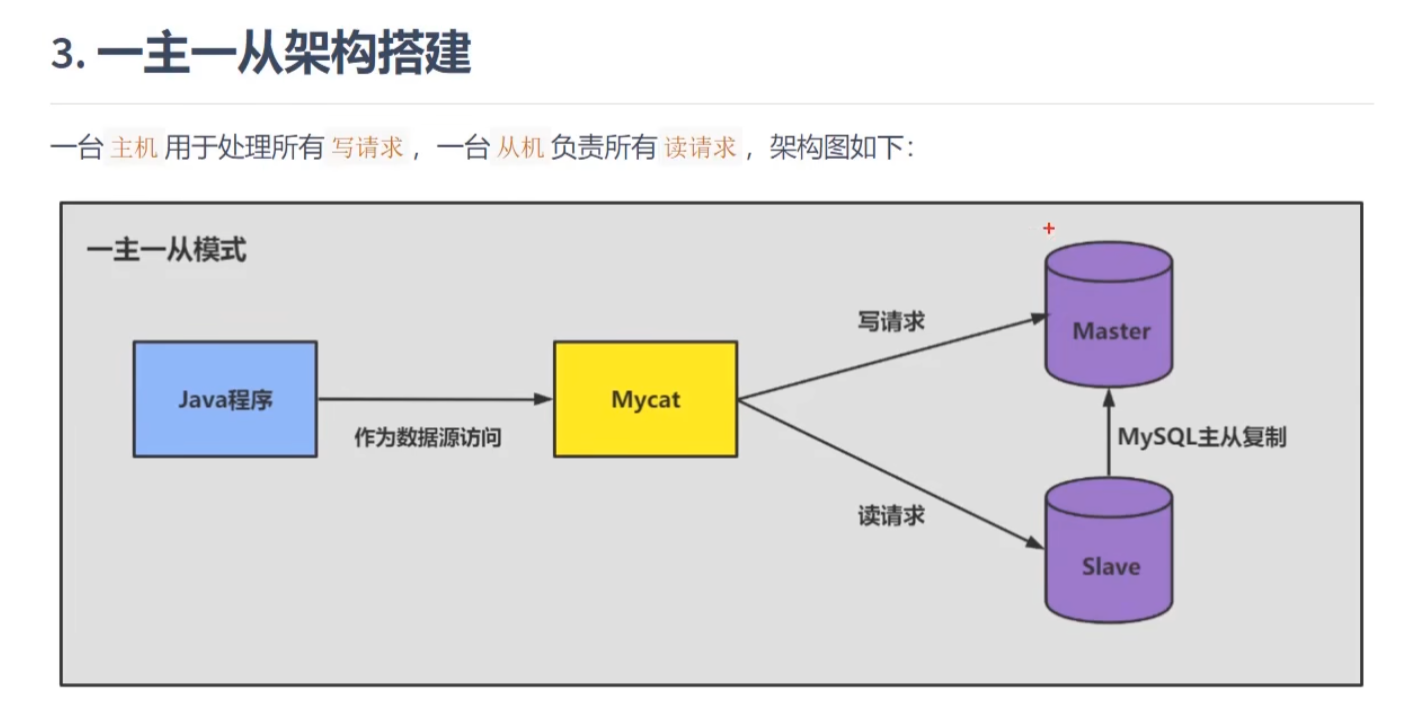 3. 一主一从架构搭建
一台 主机 用于处理所有 写请求 ，一台 从机 负责所有 读请求 ，架构图如下：
一主一从模式
写请求
Master
Java程序
Mycat
作为数据源访问
MySQL主从复制
读请求
Slave